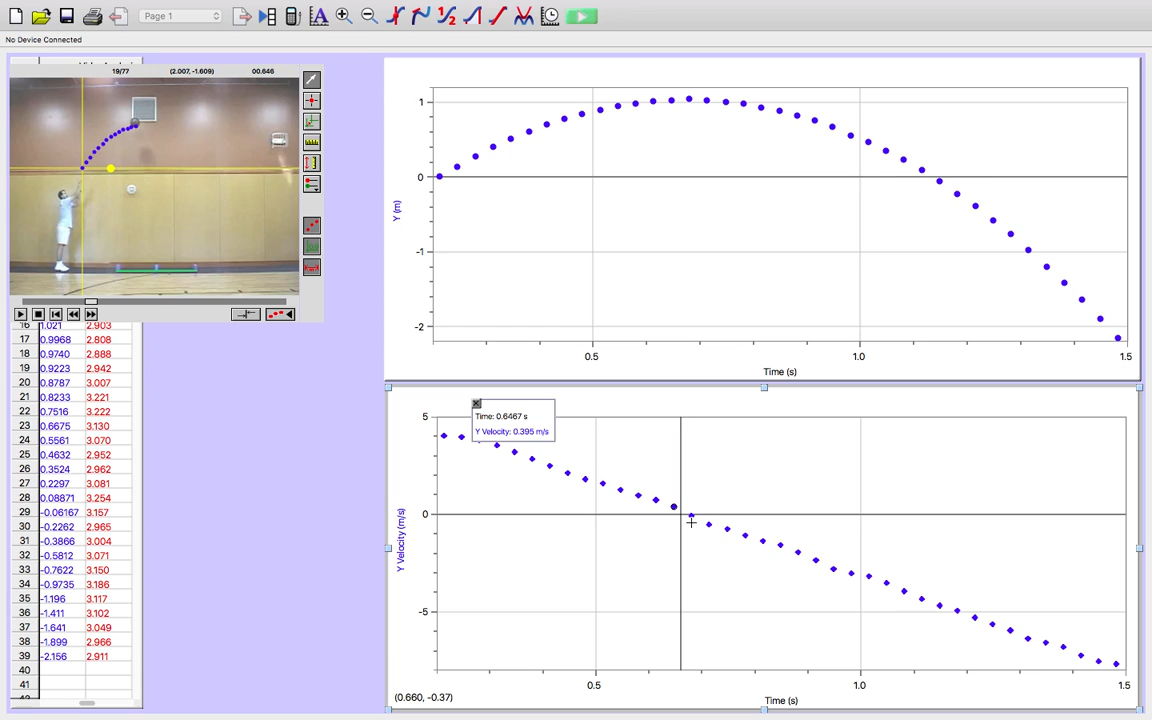 Page 1
No Device Connected
19/77 (2.007, -1.609) 00.646
16 1.021 2.903
17 0.9968 2.808
18 0.9740 2.888
19 0.9223 2.942
20 0.8787 3.007
21 0.8233 3.221
22 0.7516 3.222
23 0.6675 3.130
24 0.5561 3.070
25 0.4632 2.952
26 0.3524 2.962
27 0.2297 3.081
28 0.08871 3.254
29 -0.06167 3.157
30 -0.2262 2.965
31 -0.3866 3.004
32 -0.5812 3.071
33 -0.7622 3.150
34 -0.9735 3.186
35 -1.196 3.117
36 -1.411 3.102
37 -1.641 3.049
38 -1.899 2.966
39 -2.156 2.911
40
41
1
0
-1
-2
Y (m)
0.5 1.0 1.5
Time (s)
Time: 0.6467 s
Y Velocity: 0.395 m/s
5
0
-5
Y Velocity (m/s)
0.5 1.0 1.5
(0.660, -0.37)
Time (s)